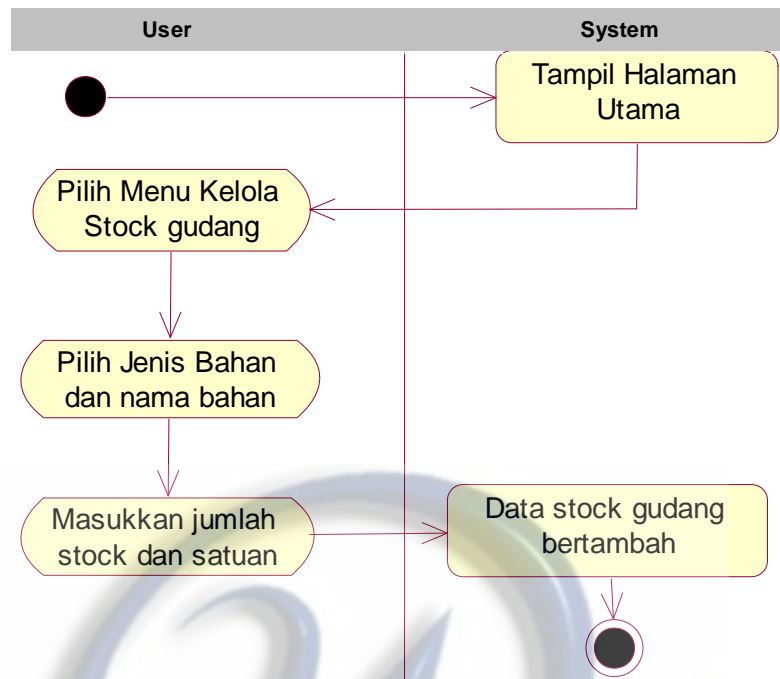 User
System
Tampil Halaman
Utama
Pilih Menu Kelola
Stock gudang
Pilih Jenis Bahan
dan nama bahan
Masukkan jumlah
stock dan satuan
Data stock gudang
bertambah